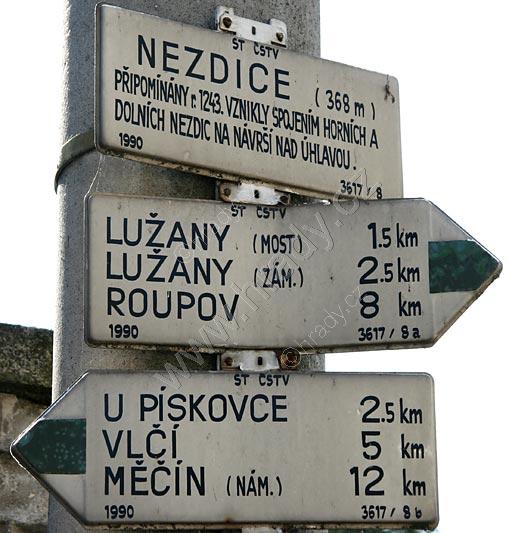 ST ČSTV
NEZDICE (368 m)
PŘIPOMÍNÁNY r. 1243. VZNIKLY SPOJENÍM HORNÍCH A
DOLNÍCH NEZDIC NA NÁVRŠÍ NAD ÚHLAVOU.
1990 3617/8
ST ČSTV
LUŽANY (MOST) 1.5 km
LUŽANY (ZÁM.) 2.5 km
ROUPOV 8 km
1990 3617/8a
ST ČSTV
U PÍSKOVCE 2.5 km
VLČÍ 5 km
MĚČÍN (NÁM.) 12 km
1990 3617/8b